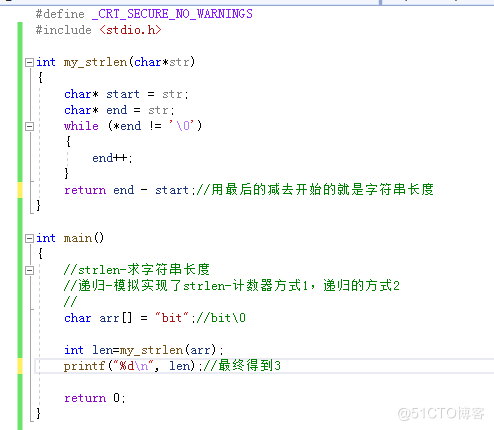 #define _CRT_SECURE_NO_WARNINGS
#include <stdio.h>
int my_strlen(char*str)
{
char* start = str;
char* end = str;
while (*end != '\0')
{
end++;
}
return end - start;//用最后的减去开始的就是字符串长度
}
int main()
{
//strlen-求字符串长度
//递归-模拟实现了strlen-计数器方式1，递归的方式2
//
char arr[] = "bit";//bit\0
int len=my_strlen(arr);
printf("%d\n", len);//最终得到3
return 0;
}
@51CTO博客